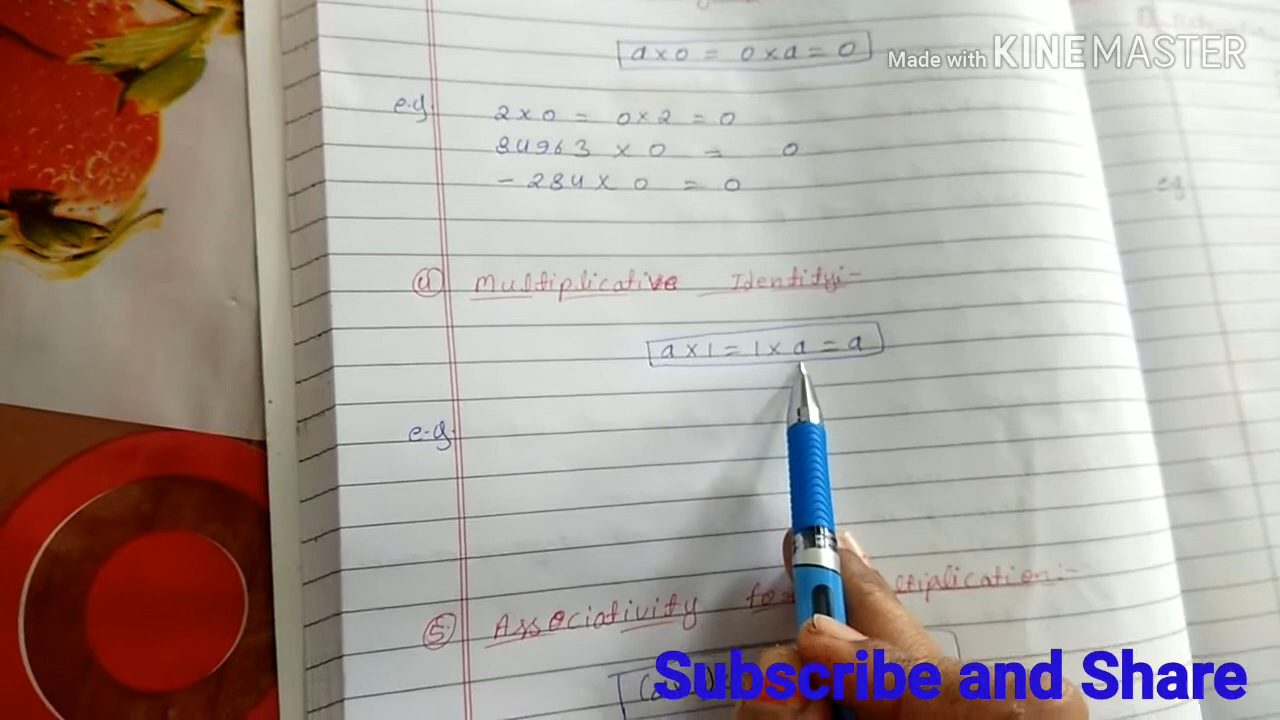 a×0 = 0×a = 0
Made with KINEMASTER
e.g. 2×0 = 0×2 = 0
84963 × 0 = 0
-284× 0 = 0
e.g
④ Multiplicative Identity:-
a×1=1×a=a
e.g.
⑤ Associativity
Subscribe and Share